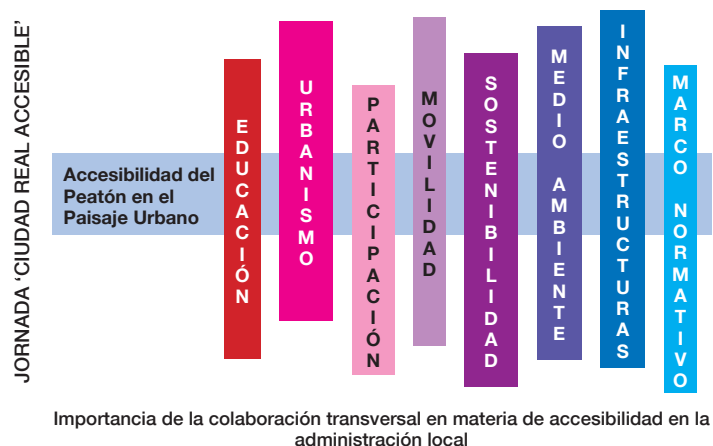 JORNADA ‘CIUDAD REAL ACCESIBLE’
Accesibilidad del
Peatón en el
Paisaje Urbano
EDUCACIÓN
URBANISMO
PARTICIPACIÓN
MOVILIDAD
SOSTENIBILIDAD
MEDIO AMBIENTE
INFRAESTRUCTURAS
MARCO NORMATIVO
Importancia de la colaboración transversal en materia de accesibilidad en la
administración local